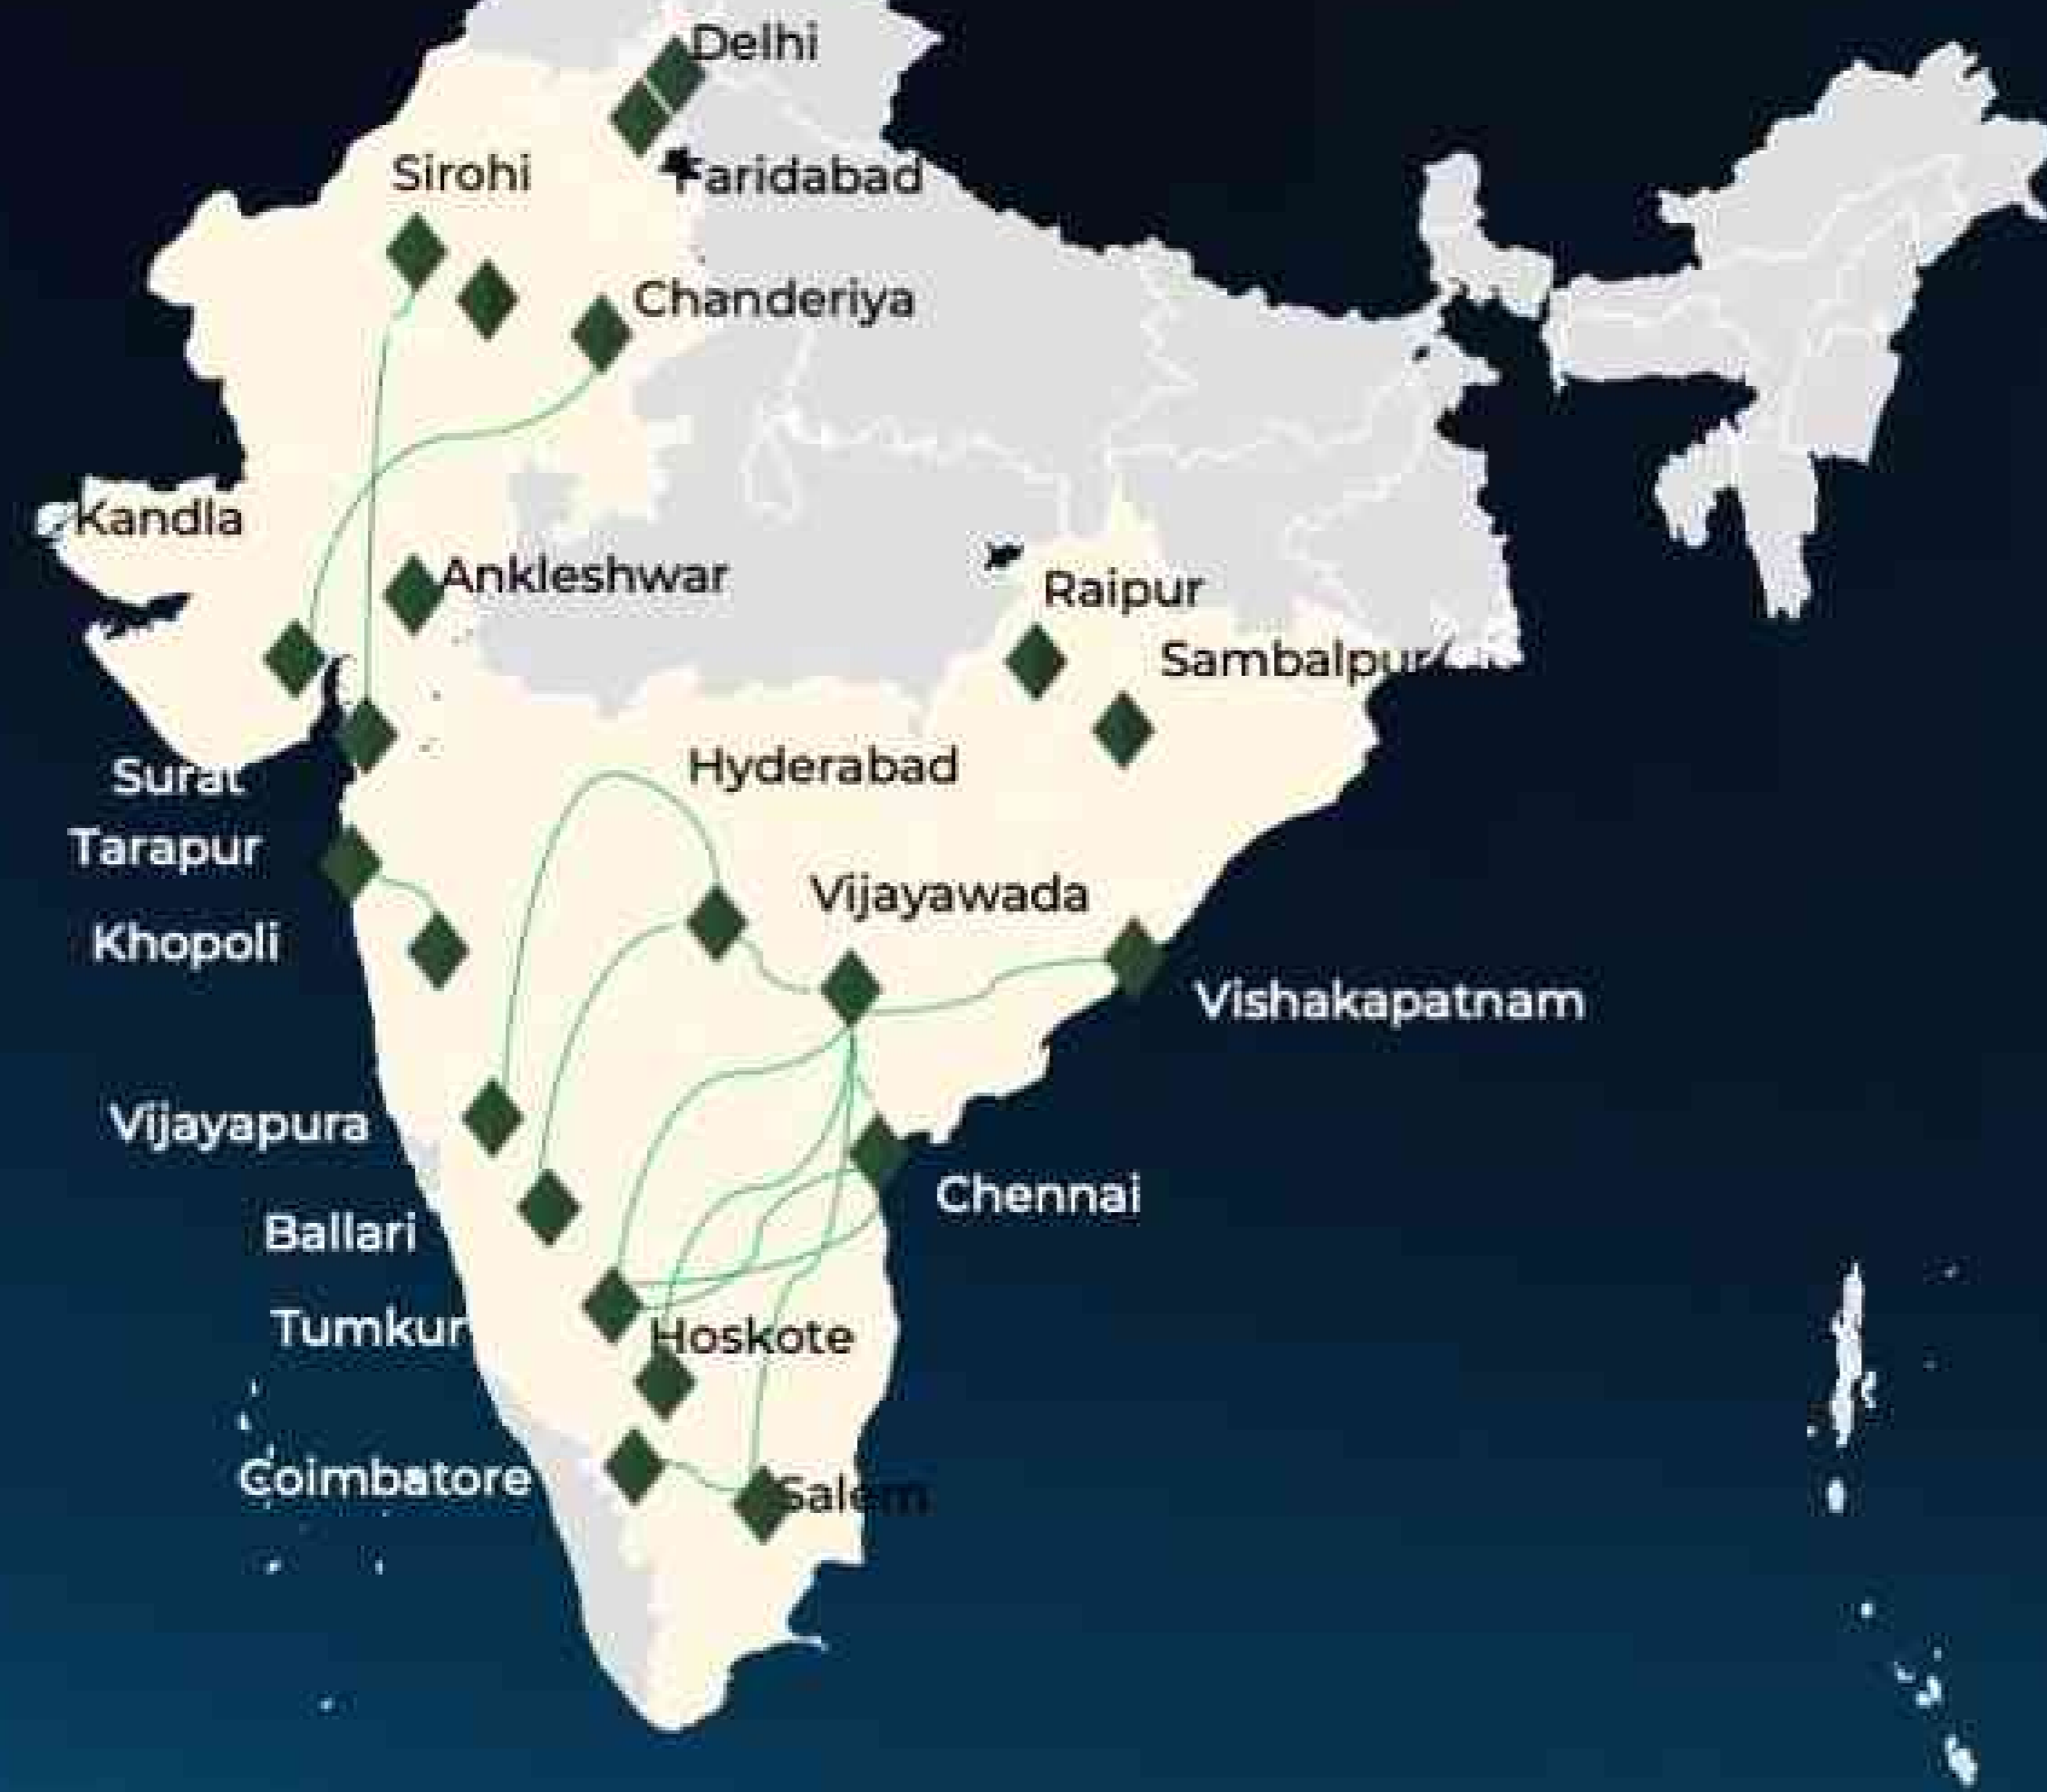 Delhi
Sirohi
Faridabad
Chanderiya
Kandla
Ankleshwar
Raipur
Sambalpur
Hyderabad
Surat
Tarapur
Vijayawada
Khopoli
Vishakapatnam
Vijayapura
Chennai
Ballari
Tumkur
Hoskote
Coimbatore
Salem